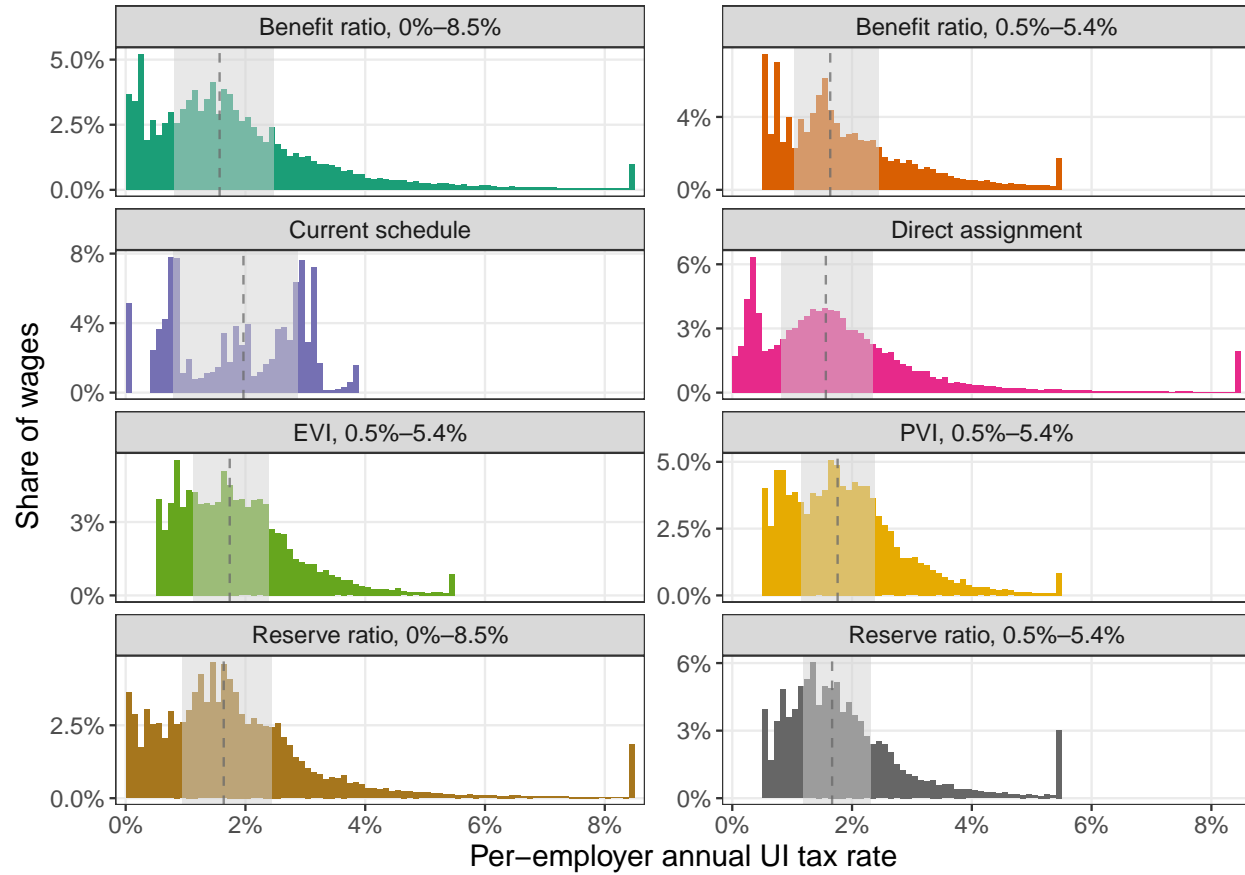 Benefit ratio, 0%–8.5%
Benefit ratio, 0.5%–5.4%
5.0%
2.5%
0.0%
4%
0%
Current schedule
Direct assignment
8%
4%
0%
6%
3%
0%
EVI, 0.5%–5.4%
PVI, 0.5%–5.4%
3%
0%
5.0%
2.5%
0.0%
Reserve ratio, 0%–8.5%
Reserve ratio, 0.5%–5.4%
2.5%
0.0%
6%
3%
0%
0% 2% 4% 6% 8%
0% 2% 4% 6% 8%
Share of wages
Per−employer annual UI tax rate